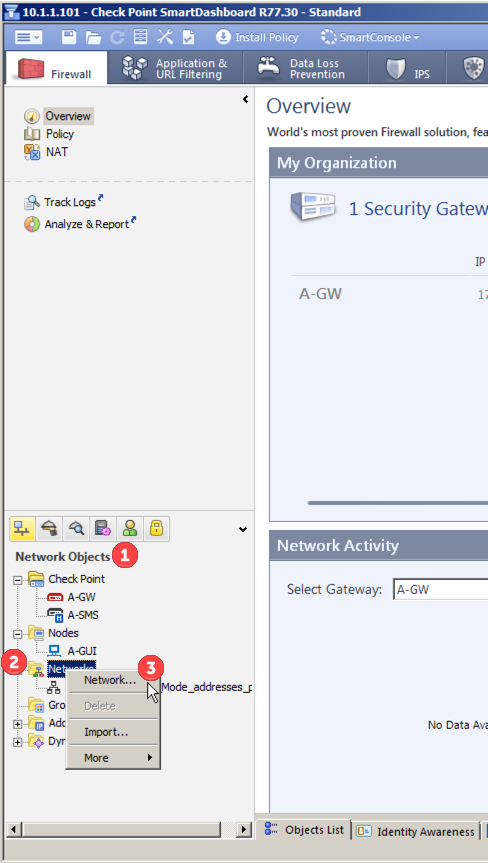 10.1.1.101 - Check Point SmartDashboard R77.30 - Standard
Install Policy
SmartConsole
Firewall
Application &
URL Filtering
Data Loss
Prevention
IPS
Overview
Policy
NAT
Track Logs
Analyze & Report
Overview
World's most proven Firewall solution, fea
My Organization
1 Security Gatew
IP
A-GW
17
Network Objects
1
Check Point
A-GW
A-SMS
Nodes
A-GUI
2
Networks
3
Network...
Mode_addresses_p
Delete
Import...
More
Gro
Add
Dyn
Network Activity
Select Gateway:
A-GW
No Data Ava
Objects List
Identity Awareness